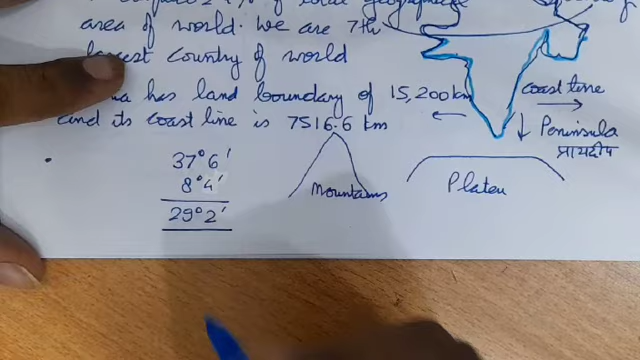 area of world. We are 7th
largest country of world
has land boundary of 15,200 km
and its coast line is 7516.6 km
coast line
Peninsula
प्रायद्वीप
37° 6'
8° 4'
29° 2'
Mountains
Plateu